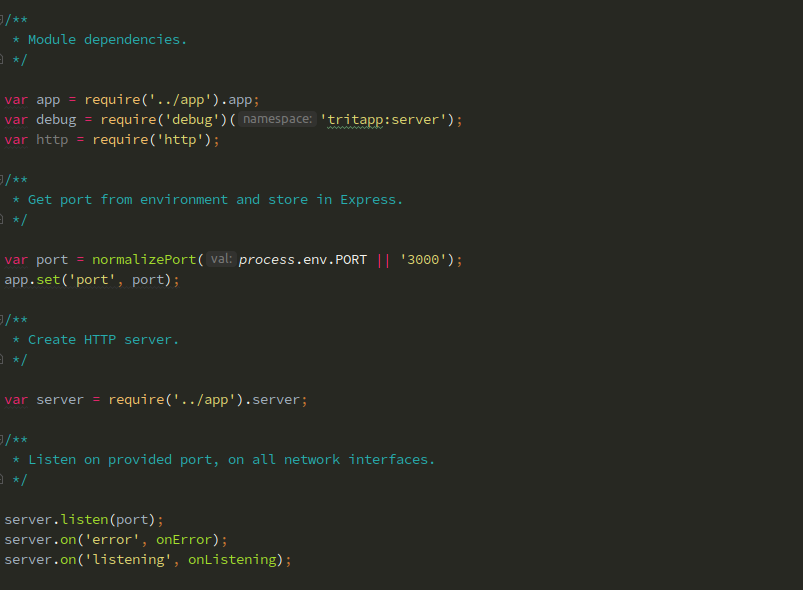 /**
 * Module dependencies.
 */
var app = require('../app').app;
var debug = require('debug')( namespace: 'tritapp:server');
var http = require('http');
/**
 * Get port from environment and store in Express.
 */
var port = normalizePort( val: process.env.PORT || '3000');
app.set('port', port);
/**
 * Create HTTP server.
 */
var server = require('../app').server;
/**
 * Listen on provided port, on all network interfaces.
 */
server.listen(port);
server.on('error', onError);
server.on('listening', onListening);